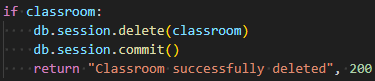 if classroom:
    db.session.delete(classroom)
    db.session.commit()
    return "Classroom successfully deleted", 200